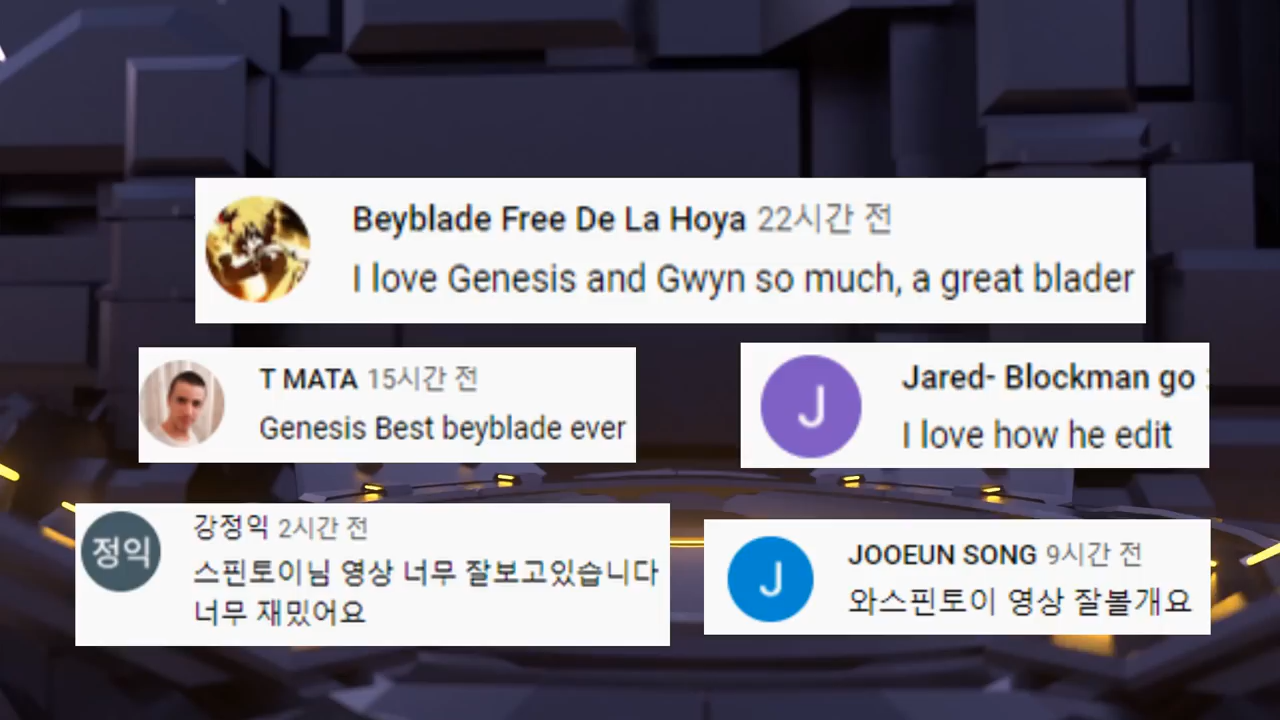 Beyblade Free De La Hoya 22시간 전
I love Genesis and Gwyn so much, a great blader
T MATA 15시간 전
Genesis Best beyblade ever
J
Jared- Blockman go
I love how he edit
정익
강정익 2시간 전
스핀토이님 영상 너무 잘보고있습니다
너무 재밌어요
J
JOOEUN SONG 9시간 전
와스핀토이 영상 잘볼개요